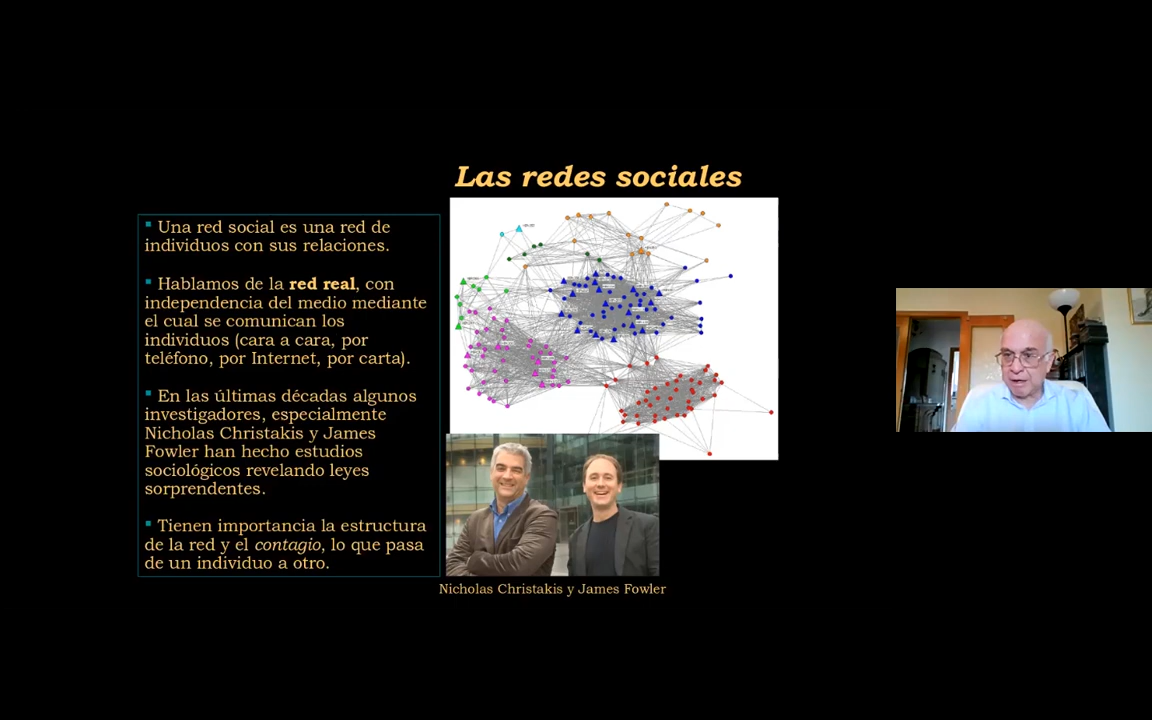 Las redes sociales
▪ Una red social es una red de
individuos con sus relaciones.
▪ Hablamos de la red real, con
independencia del medio mediante
el cual se comunican los
individuos (cara a cara, por
teléfono, por Internet, por carta).
▪ En las últimas décadas algunos
investigadores, especialmente
Nicholas Christakis y James
Fowler han hecho estudios
sociológicos revelando leyes
sorprendentes.
▪ Tienen importancia la estructura
de la red y el contagio, lo que pasa
de un individuo a otro.
Nicholas Christakis y James Fowler